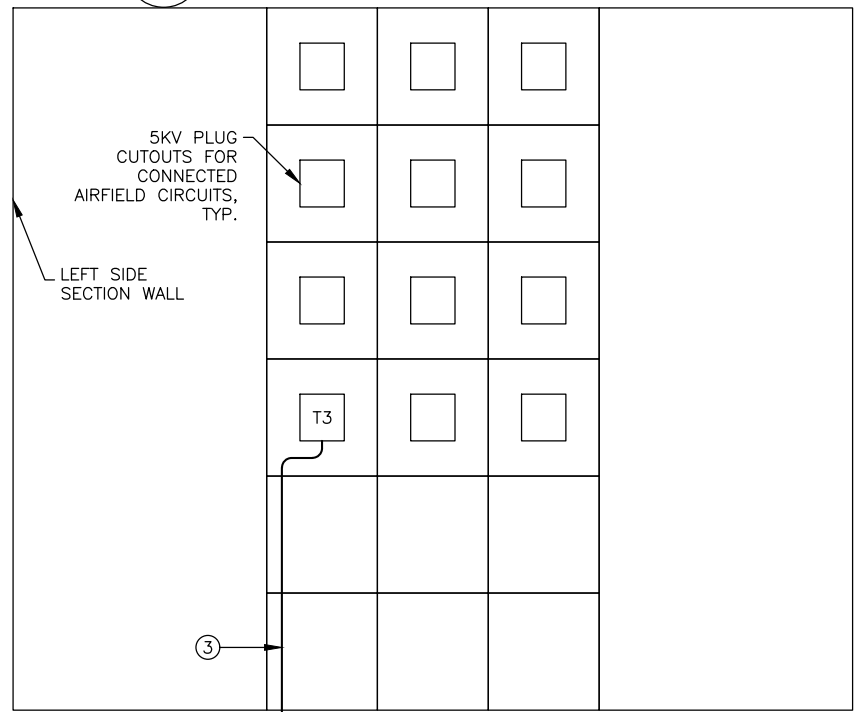 5KV PLUG
CUTOUTS FOR
CONNECTED
AIRFIELD CIRCUITS,
TYP.
LEFT SIDE
SECTION WALL
T3
3